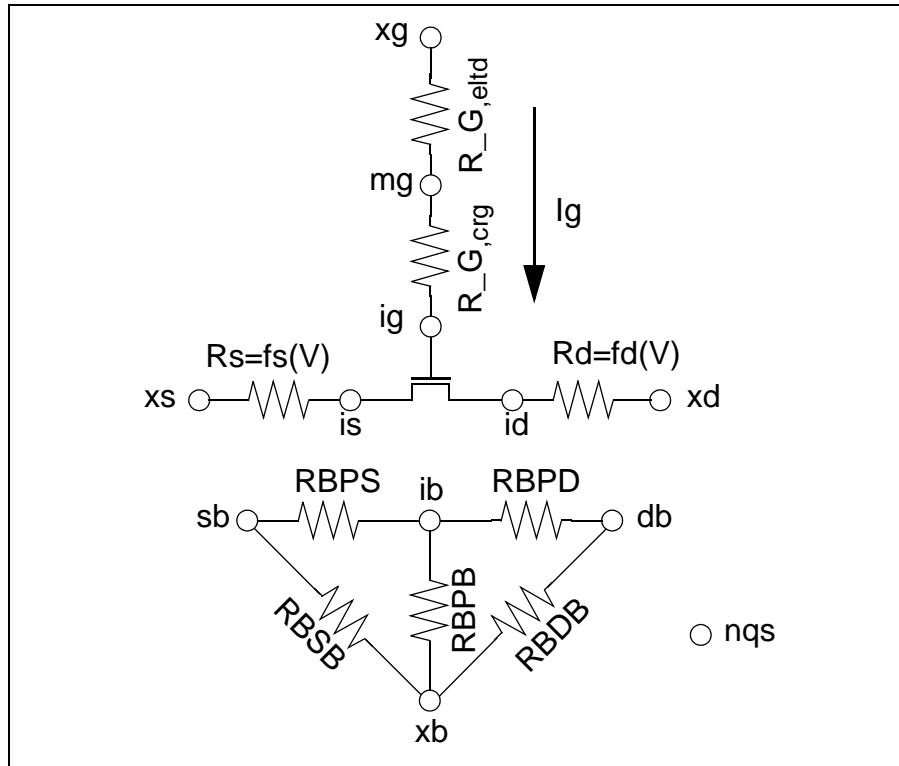 xg
R_G,eltd
mg
Ig
R_G,crg
ig
Rs=fs(V)
Rd=fd(V)
xs
xd
is
id
RBPS
ib
RBPD
sb
db
RBPB
RBSB
RBDB
nqs
xb